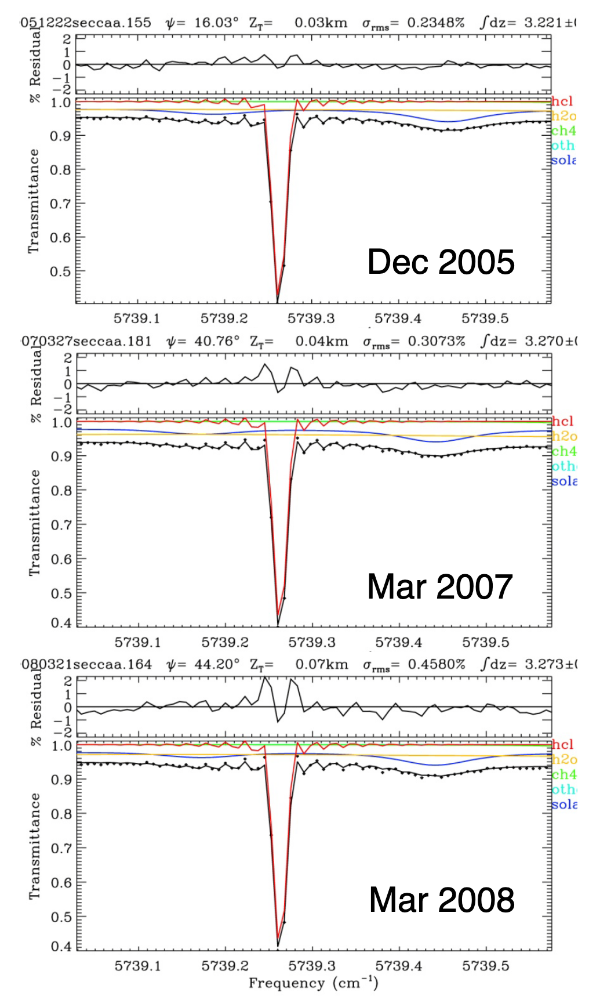 051222seccaa.155 ψ= 16.03° Z_T= 0.03km σ_rms= 0.2348% ∫dz= 3.221±
% Residual
2
1
0
−1
−2
Transmittance
1.0
0.9
0.8
0.7
0.6
0.5
hcl
h2o
ch4
oth
sola
Dec 2005
5739.1 5739.2 5739.3 5739.4 5739.5
070327seccaa.181 ψ= 40.76° Z_T= 0.04km σ_rms= 0.3073% ∫dz= 3.270±
% Residual
2
1
0
−1
−2
Transmittance
1.0
0.9
0.8
0.7
0.6
0.5
0.4
hcl
h2o
ch4
oth
sola
Mar 2007
5739.1 5739.2 5739.3 5739.4 5739.5
080321seccaa.164 ψ= 44.20° Z_T= 0.07km σ_rms= 0.4580% ∫dz= 3.273±
% Residual
2
1
0
−1
−2
Transmittance
1.0
0.9
0.8
0.7
0.6
0.5
0.4
hcl
h2o
ch4
oth
sola
Mar 2008
5739.1 5739.2 5739.3 5739.4 5739.5
Frequency (cm⁻¹)